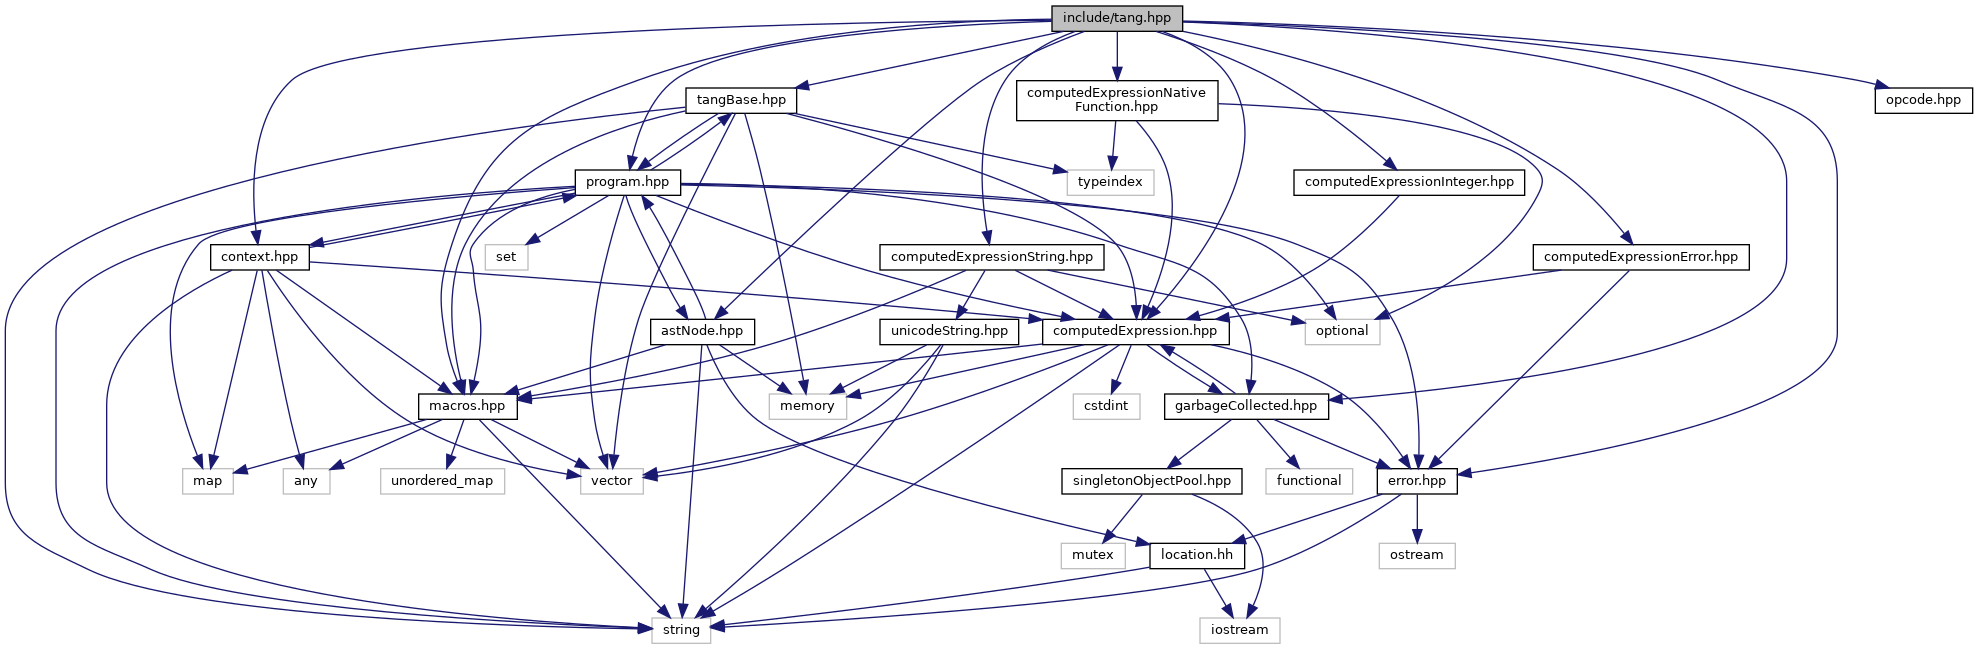 include/tang.hpp
tangBase.hpp
computedExpressionNative
Function.hpp
opcode.hpp
program.hpp
typeindex
computedExpressionInteger.hpp
context.hpp
set
computedExpressionString.hpp
computedExpressionError.hpp
astNode.hpp
unicodeString.hpp
computedExpression.hpp
optional
macros.hpp
memory
cstdint
garbageCollected.hpp
map
any
unordered_map
vector
singletonObjectPool.hpp
functional
error.hpp
mutex
location.hh
ostream
string
iostream